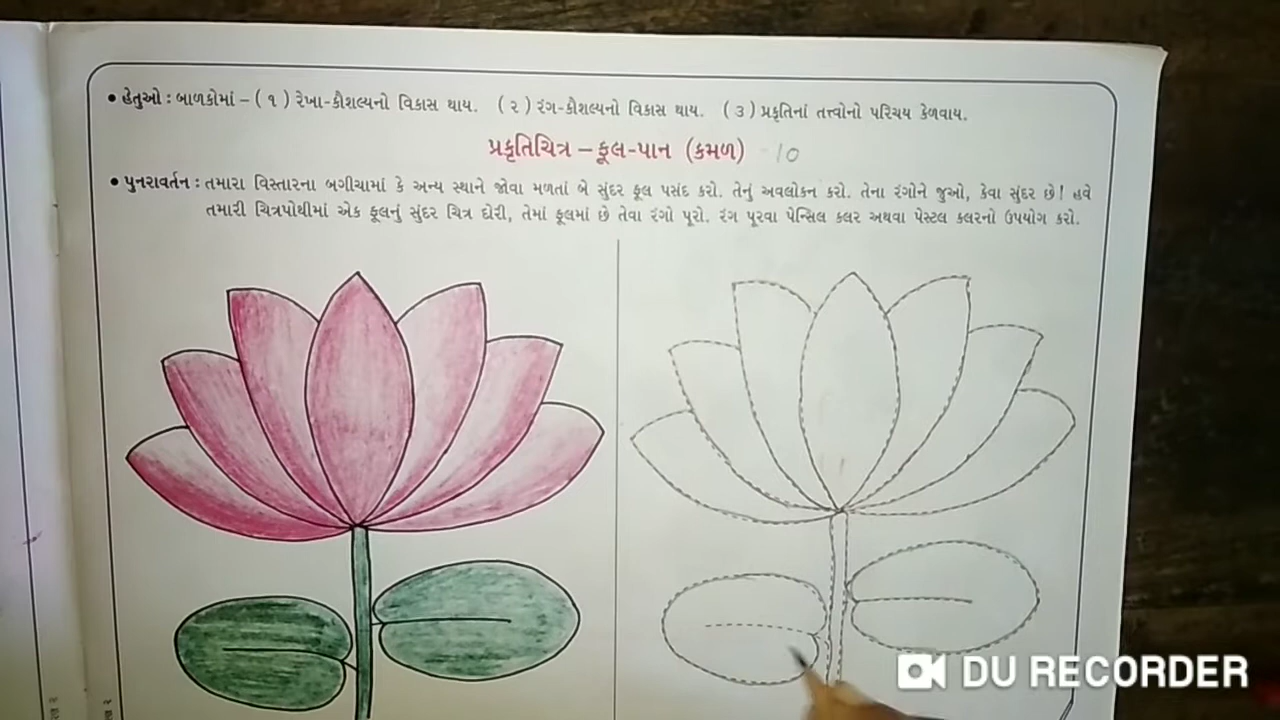 • હેતુઓ : બાળકોમાં – ( ૧ ) રેખા-કૌશલ્યનો વિકાસ થાય. ( ૨ ) રંગ-કૌશલ્યનો વિકાસ થાય. ( ૩ ) પ્રકૃતિનાં તત્ત્વોનો પરિચય કેળવાય.
પ્રકૃતિચિત્ર – ફૂલ-પાન (કમળ) - 10
• પુનરાવર્તન : તમારા વિસ્તારના બગીચામાં કે અન્ય સ્થાને જોવા મળતાં બે સુંદર ફૂલ પસંદ કરો. તેનું અવલોકન કરો. તેના રંગોને જુઓ, કેવા સુંદર છે! હવે
તમારી ચિત્રપોથીમાં એક ફૂલનું સુંદર ચિત્ર દોરી, તેમાં ફૂલમાં છે તેવા રંગો પૂરો. રંગ પૂરવા પેન્સિલ કલર અથવા પેસ્ટલ કલરનો ઉપયોગ કરો.
DU RECORDER